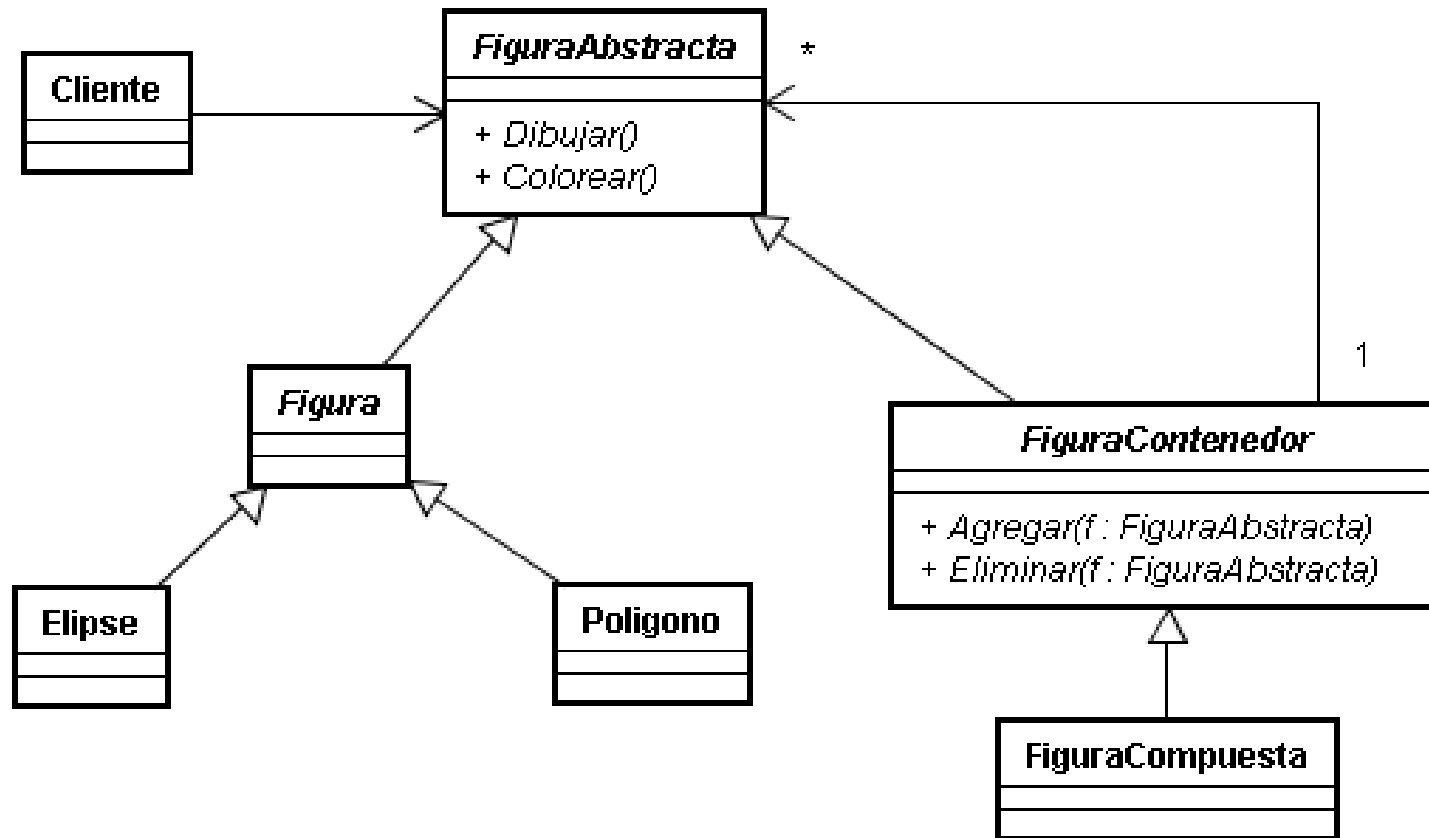 FiguraAbstracta
*
Cliente
+ Dibujar()
+ Colorear()
1
Figura
FiguraContenedor
+ Agregar(f : FiguraAbstracta)
+ Eliminar(f : FiguraAbstracta)
Elipse
Poligono
FiguraCompuesta